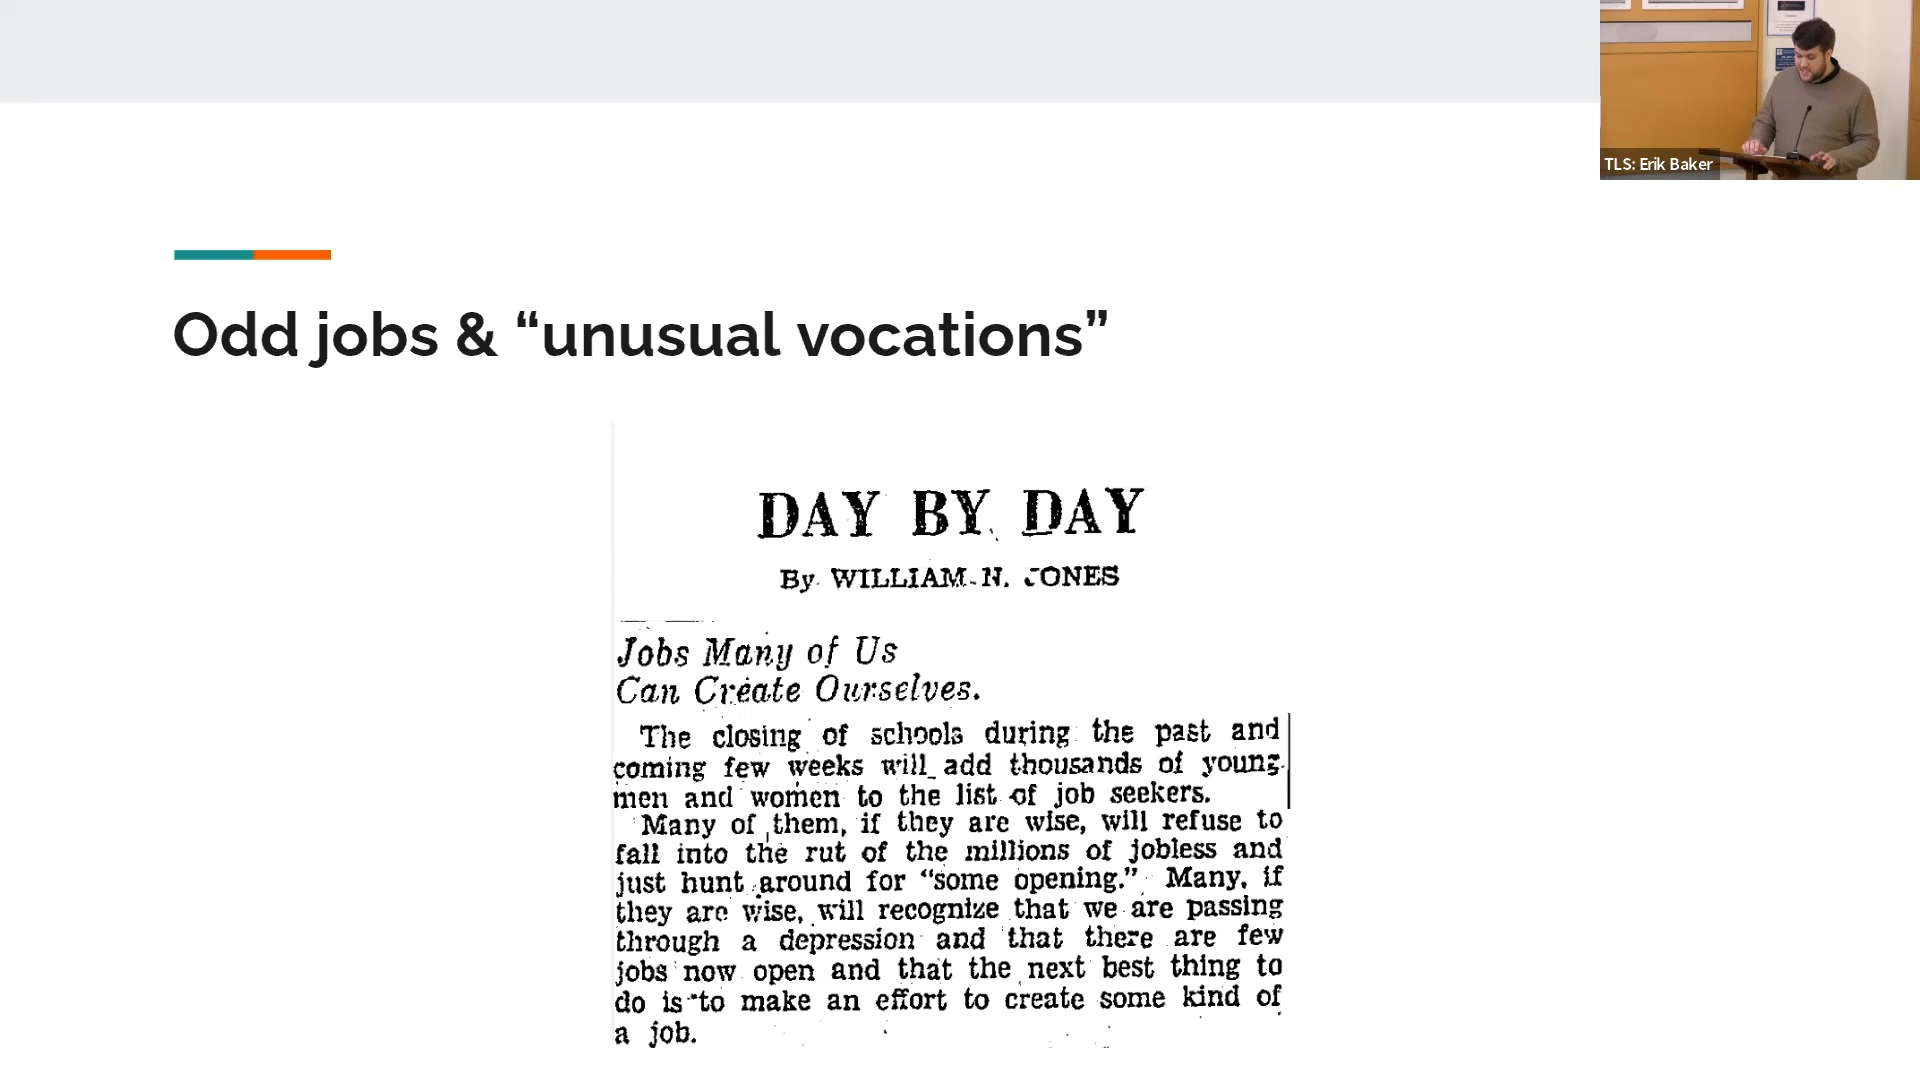 TLS: Erik Baker
Odd jobs & “unusual vocations”
DAY BY DAY
By WILLIAM N. JONES
Jobs Many of Us
Can Create Ourselves.
The closing of schools during the past and
coming few weeks will add thousands of young
men and women to the list of job seekers.
Many of them, if they are wise, will refuse to
fall into the rut of the millions of jobless and
just hunt around for “some opening.” Many, if
they are wise, will recognize that we are passing
through a depression and that there are few
jobs now open and that the next best thing to
do is to make an effort to create some kind of
a job.